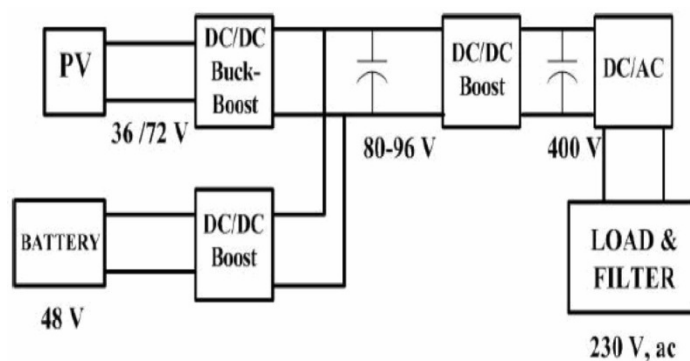 PV
DC/DC
Buck-
Boost
DC/DC
Boost
DC/AC
36 /72 V
80-96 V
400 V
BATTERY
DC/DC
Boost
LOAD &
FILTER
48 V
230 V, ac